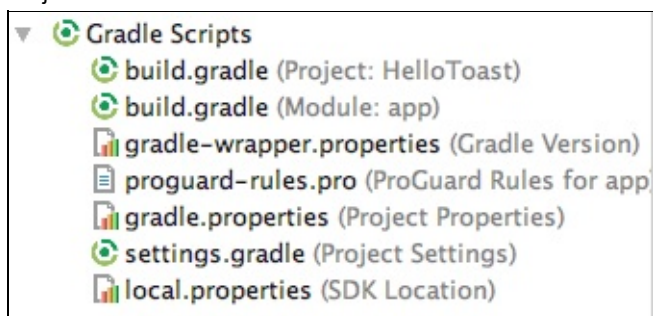 Gradle Scripts
build.gradle (Project: HelloToast)
build.gradle (Module: app)
gradle-wrapper.properties (Gradle Version)
proguard-rules.pro (ProGuard Rules for app
gradle.properties (Project Properties)
settings.gradle (Project Settings)
local.properties (SDK Location)